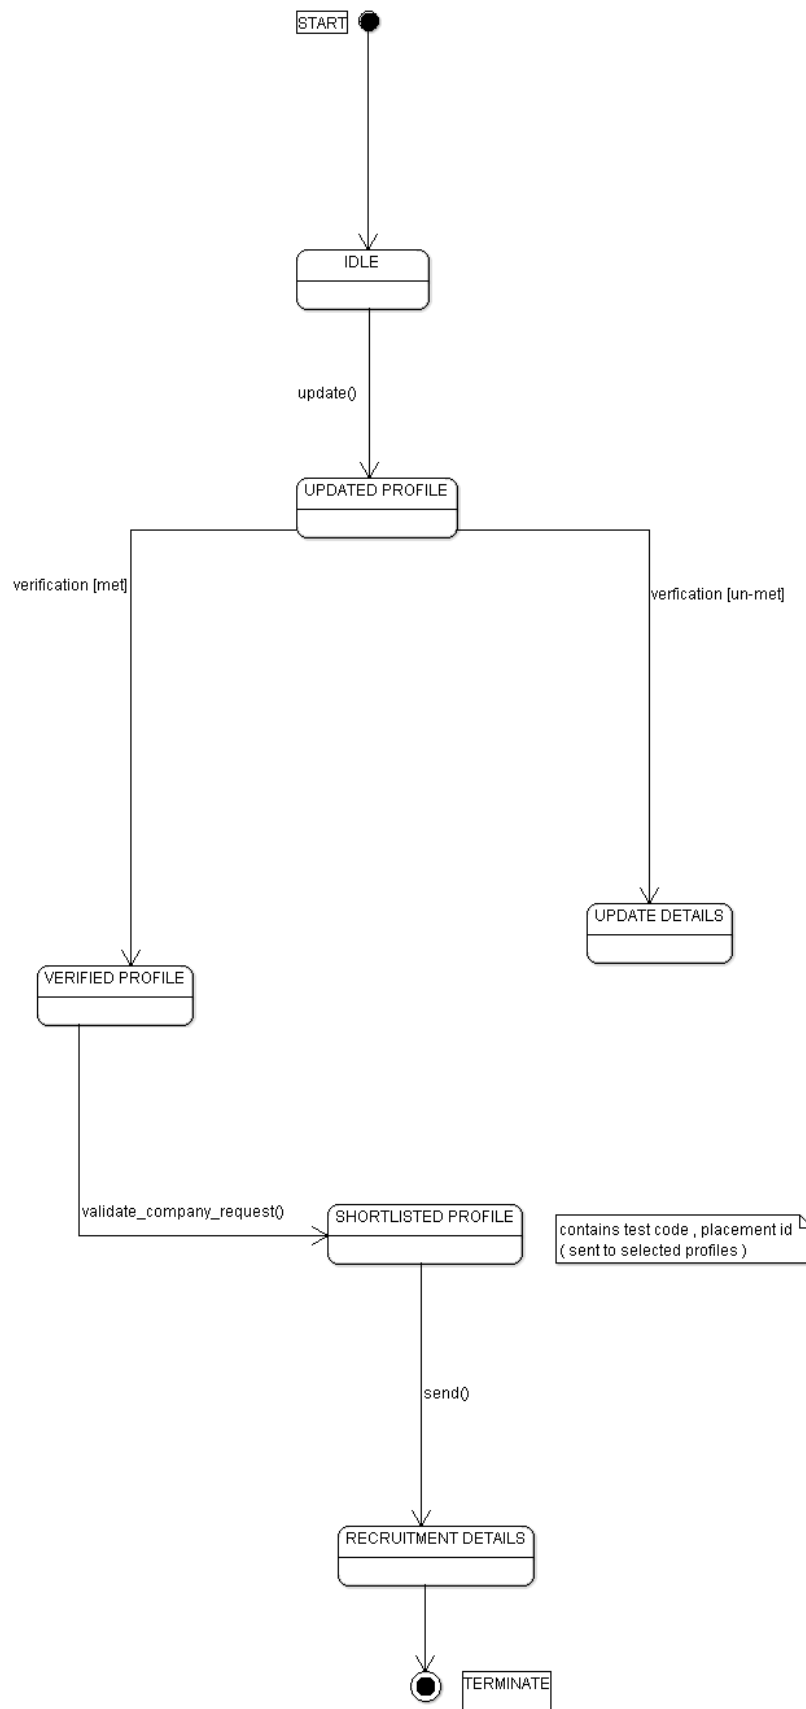 START
IDLE
update()
UPDATED PROFILE
verification [met]
verfication [un-met]
UPDATE DETAILS
VERIFIED PROFILE
validate_company_request()
SHORTLISTED PROFILE
contains test code , placement id
( sent to selected profiles )
send()
RECRUITMENT DETAILS
TERMINATE